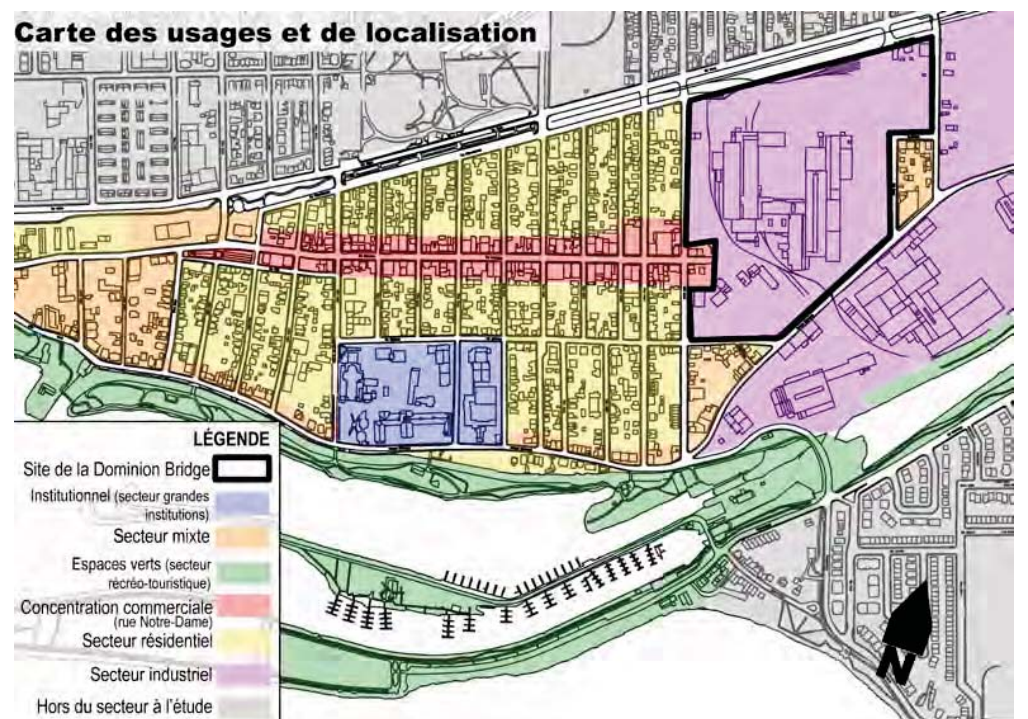 Carte des usages et de localisation
LÉGENDE
Site de la Dominion Bridge
Institutionnel (secteur grandes
institutions)
Secteur mixte
Espaces verts (secteur
récréo-touristique)
Concentration commerciale
(rue Notre-Dame)
Secteur résidentiel
Secteur industriel
Hors du secteur à l'étude
N